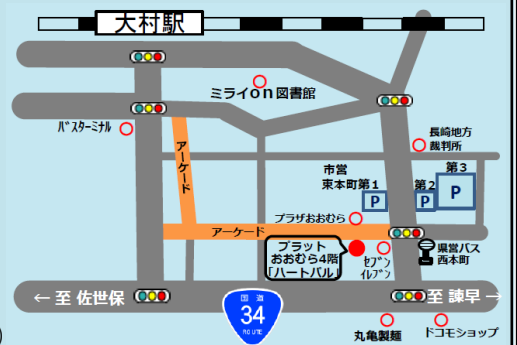 大村駅
ミライon図書館
バスターミナル
アーケード
長崎地方
裁判所
市営
東本町第1
第2
第3
P
P
P
プラザおおむら
アーケード
プラット
おおむら4階
「ハートパル」
セブン
イレブン
県営バス
西本町
← 至 佐世保
国道
34
ROUTE
至 諫早 →
丸亀製麺
ドコモショップ
)